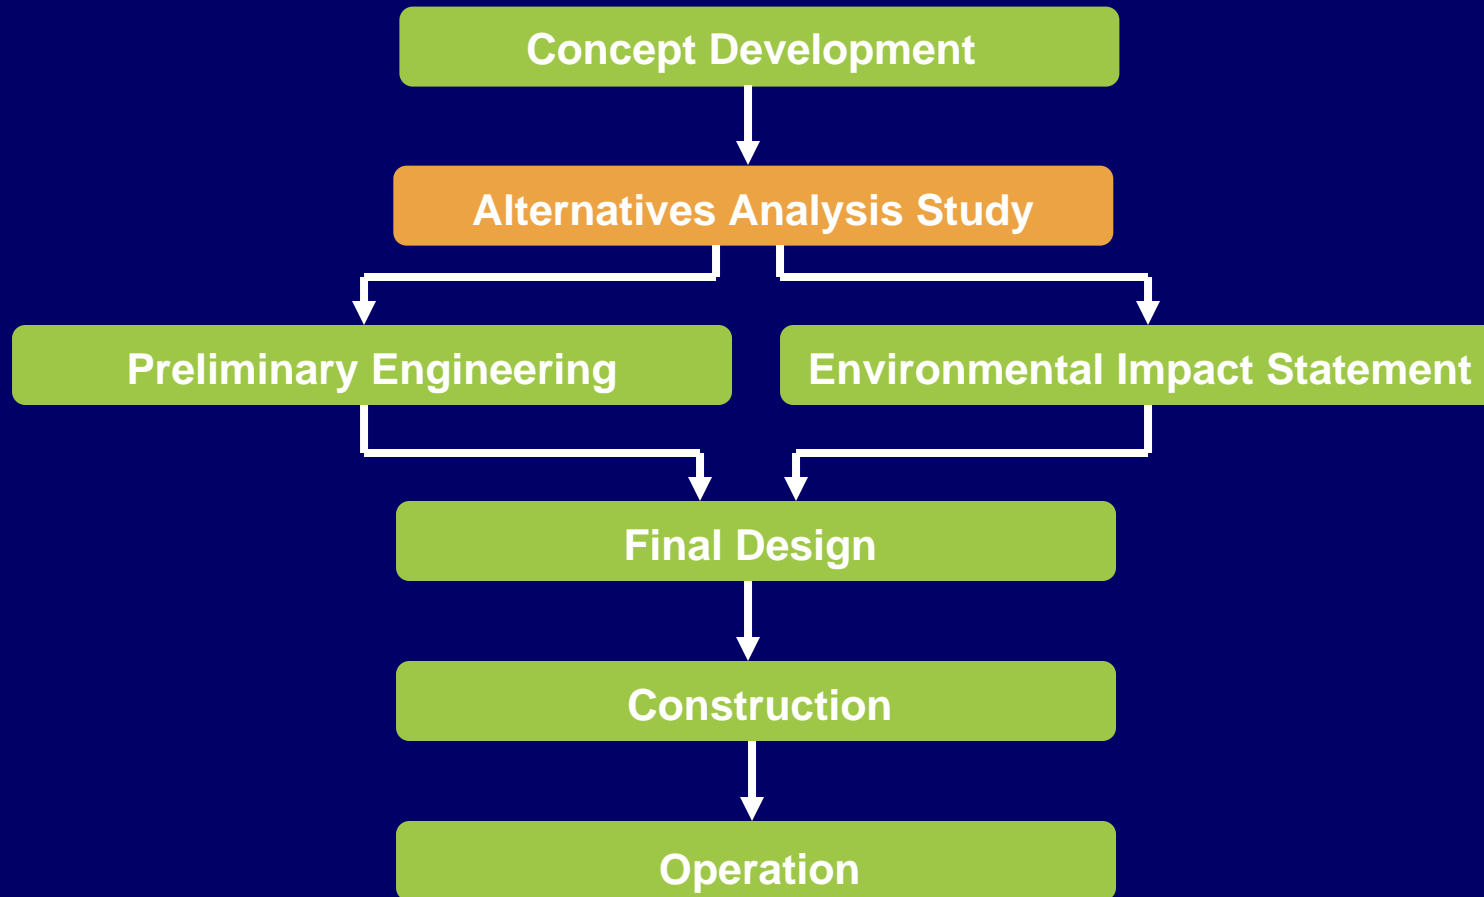 Concept Development
Alternatives Analysis Study
Preliminary Engineering
Environmental Impact Statement
Final Design
Construction
Operation